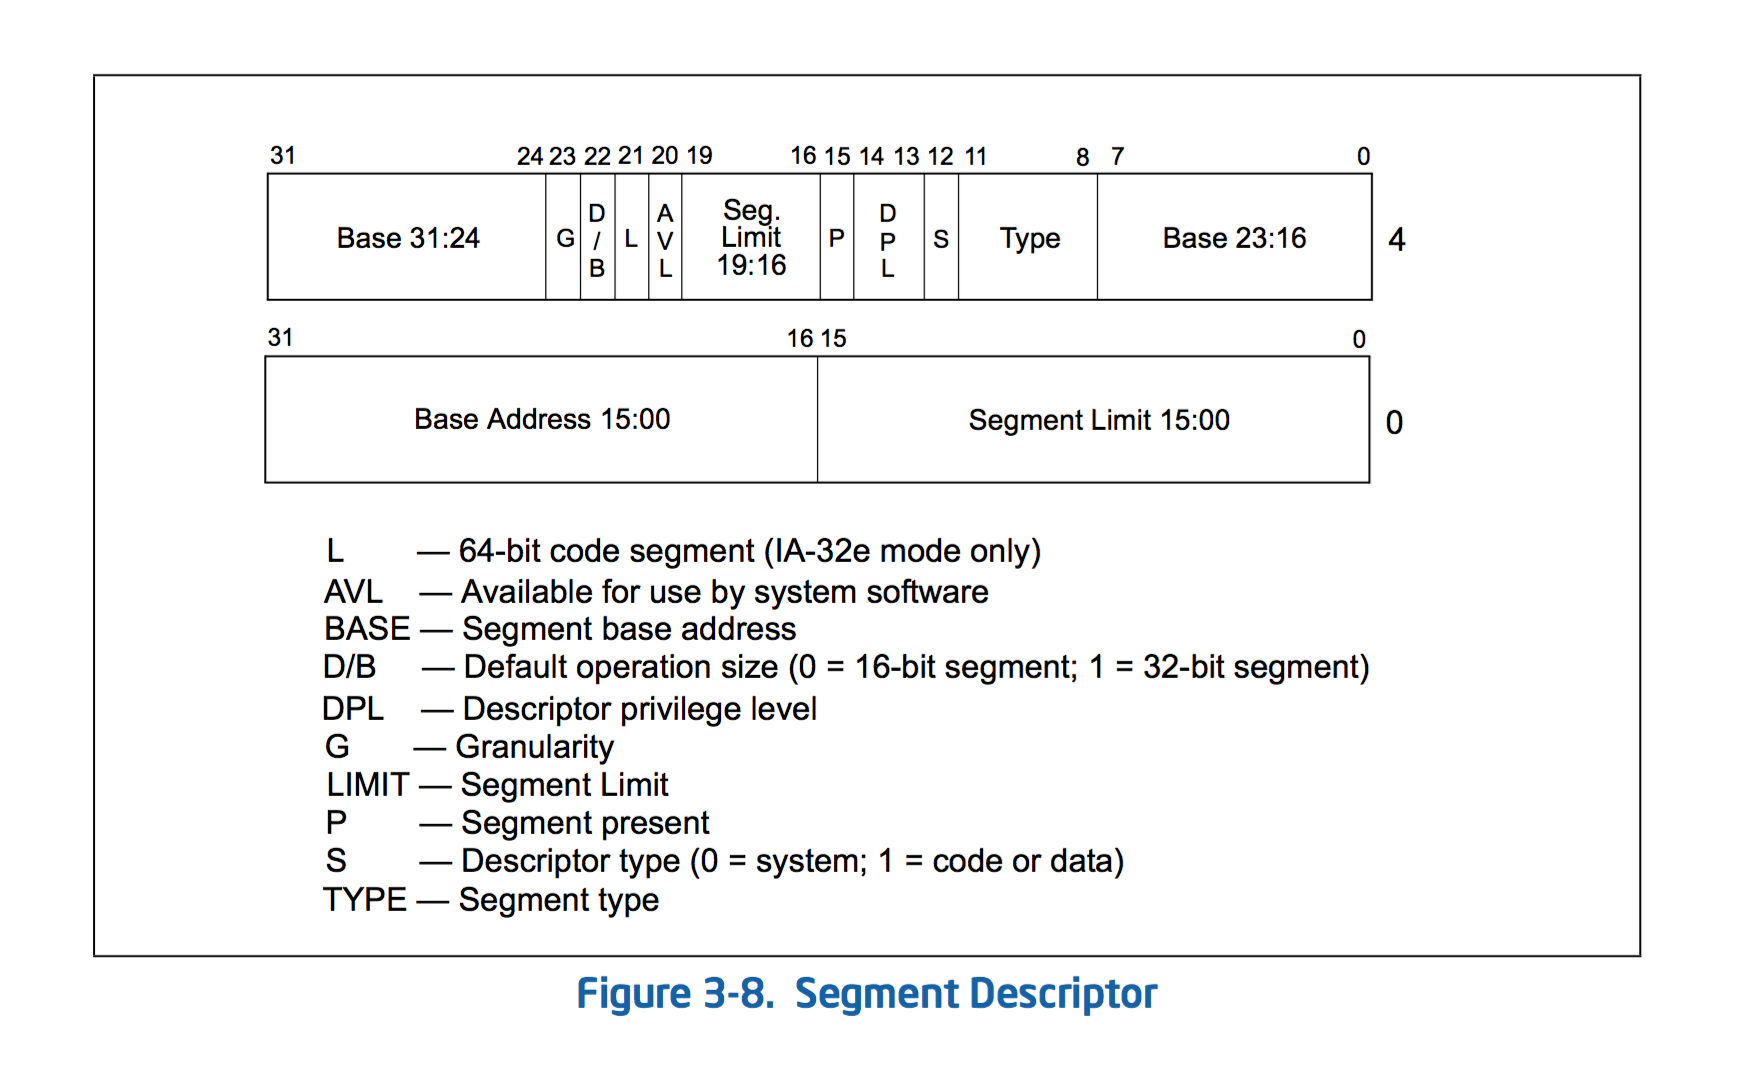 31 24 23 22 21 20 19 16 15 14 13 12 11 8 7 0
Base 31:24 G D/B L AVL Seg. Limit 19:16 P DPL S Type Base 23:16 4
31 16 15 0
Base Address 15:00 Segment Limit 15:00 0
L — 64-bit code segment (IA-32e mode only)
AVL — Available for use by system software
BASE — Segment base address
D/B — Default operation size (0 = 16-bit segment; 1 = 32-bit segment)
DPL — Descriptor privilege level
G — Granularity
LIMIT — Segment Limit
P — Segment present
S — Descriptor type (0 = system; 1 = code or data)
TYPE — Segment type
Figure 3-8. Segment Descriptor